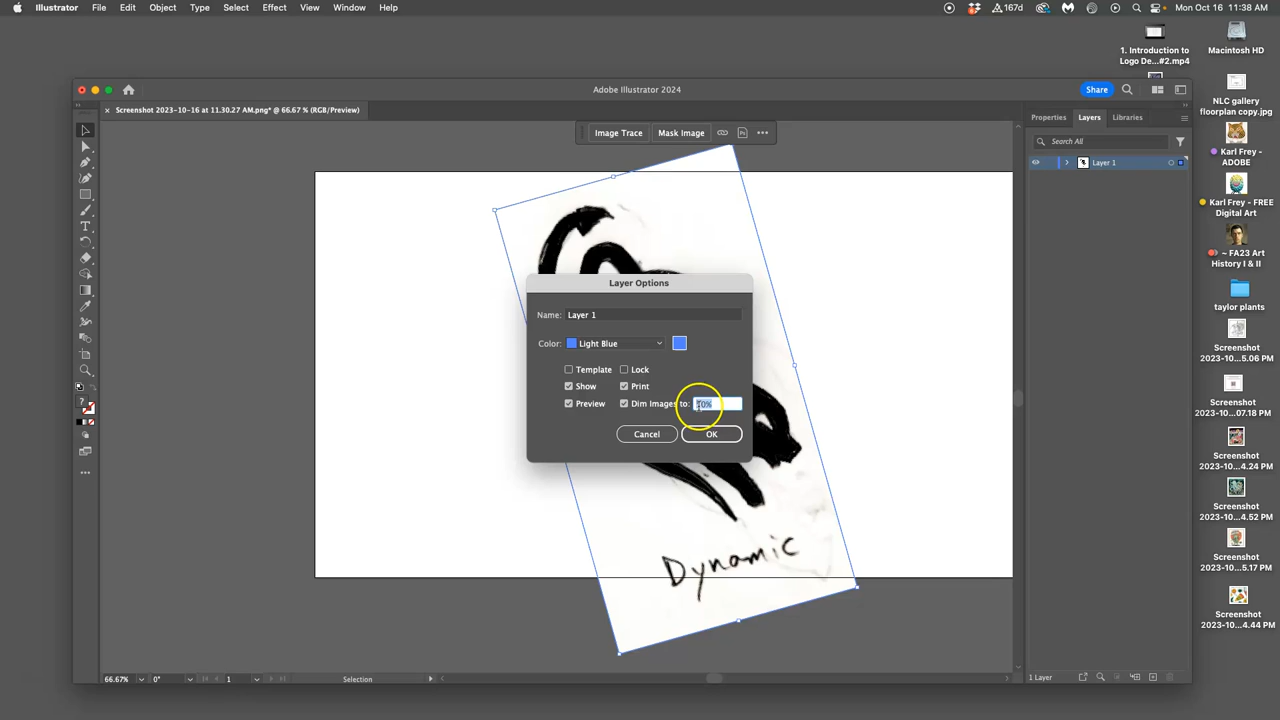 Illustrator File Edit Object Type Select Effect View Window Help
167d
Mon Oct 16 11:38 AM
1. Introduction to
Logo De...#2.mp4
Macintosh HD
Adobe Illustrator 2024
Share
Screenshot 2023-10-16 at 11.30.27 AM.png* @ 66.67 % (RGB/Preview)
Image Trace
Mask Image
Properties
Layers
Libraries
Search All
Layer 1
NLC gallery
floorplan copy.jpg
Karl Frey -
ADOBE
Karl Frey - FREE
Digital Art
~ FA23 Art
History I & II
taylor plants
Screenshot
2023-10...5.06 PM
Screenshot
2023-10...07.18 PM
Screenshot
2023-10...4.24 PM
Screenshot
2023-10...4.52 PM
Screenshot
2023-10...5.17 PM
Screenshot
2023-10...4.44 PM
Layer Options
Name: Layer 1
Color: Light Blue
Template
Lock
Show
Print
Preview
Dim Images to:
Cancel
OK
Dynamic
66.67%
0°
1
Selection
1 Layer